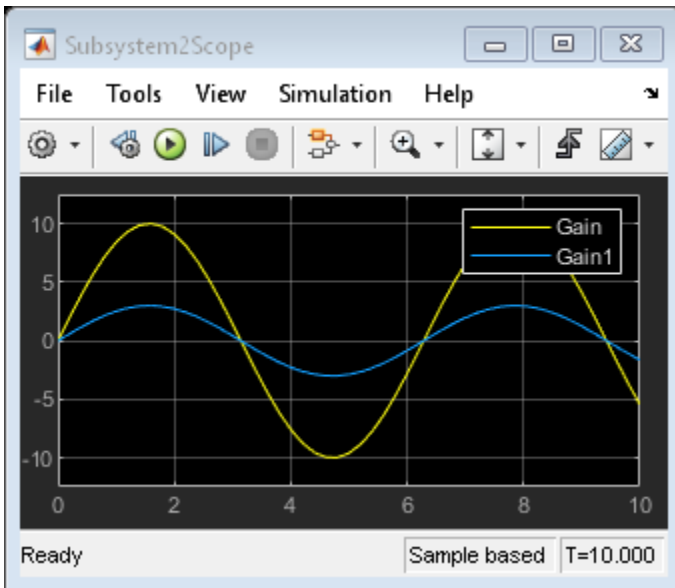 Subsystem2Scope
File Tools View Simulation Help
Gain
Gain1
10
5
0
-5
-10
0 2 4 6 8 10
Ready Sample based T=10.000